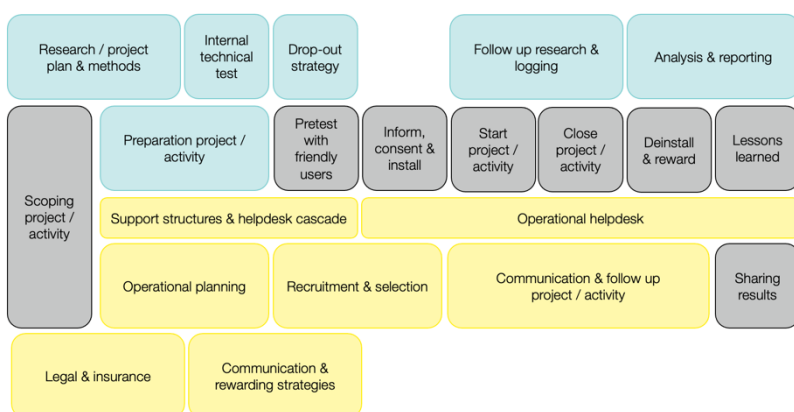 Research / project
plan & methods
Internal
technical
test
Drop-out
strategy
Follow up research &
logging
Analysis & reporting
Scoping
project /
activity
Preparation project /
activity
Pretest
with
friendly
users
Inform,
consent &
install
Start
project /
activity
Close
project /
activity
Deinstall
& reward
Lessons
learned
Support structures & helpdesk cascade
Operational helpdesk
Operational planning
Recruitment & selection
Communication & follow up
project / activity
Sharing
results
Legal & insurance
Communication &
rewarding strategies